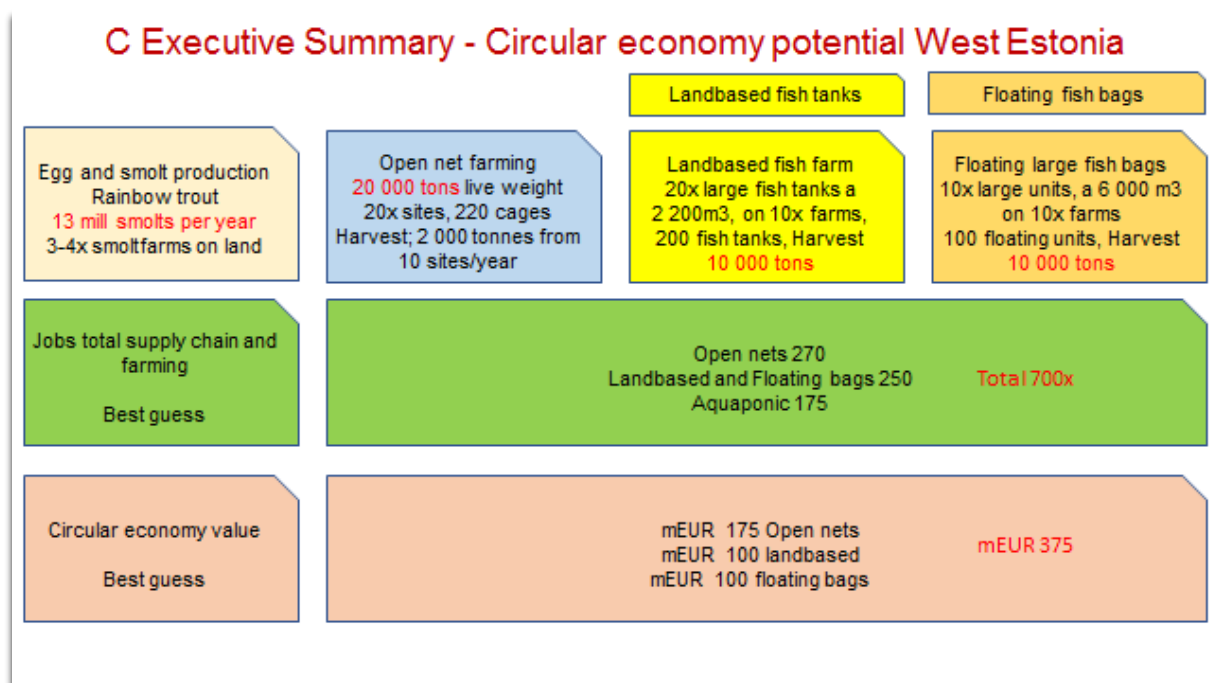 C Executive Summary - Circular economy potential West Estonia
Landbased fish tanks
Floating fish bags
Egg and smolt production
Rainbow trout
13 mill smolts per year
3-4x smoltfarms on land
Open net farming
20 000 tons live weight
20x sites, 220 cages
Harvest; 2 000 tonnes from
10 sites/year
Landbased fish farm
20x large fish tanks a
2 200m3, on 10x farms,
200 fish tanks, Harvest
10 000 tons
Floating large fish bags
10x large units, a 6 000 m3
on 10x farms
100 floating units, Harvest
10 000 tons
Jobs total supply chain and
farming
Best guess
Open nets 270
Landbased and Floating bags 250
Aquaponic 175
Total 700x
Circular economy value
Best guess
mEUR 175 Open nets
mEUR 100 landbased
mEUR 100 floating bags
mEUR 375